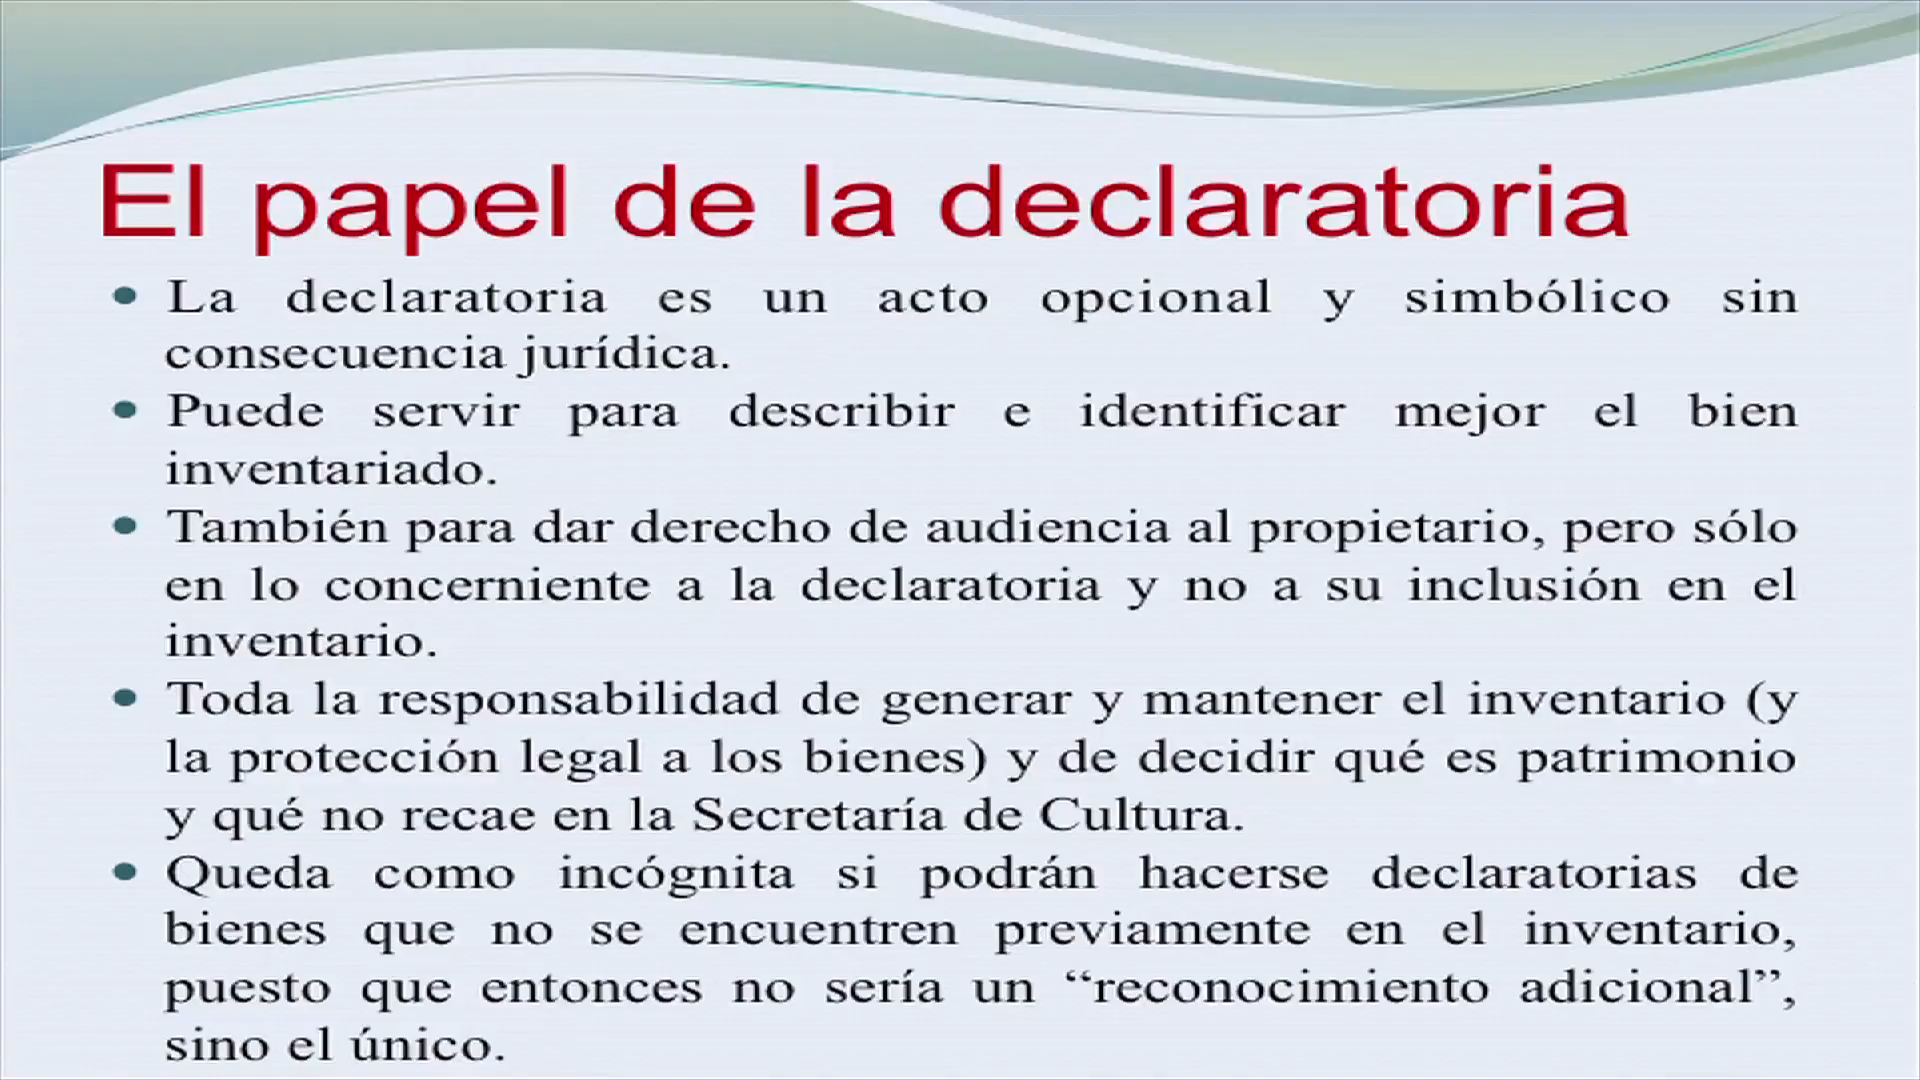 El papel de la declaratoria
• La declaratoria es un acto opcional y simbólico sin
consecuencia jurídica.
• Puede servir para describir e identificar mejor el bien
inventariado.
• También para dar derecho de audiencia al propietario, pero sólo
en lo concerniente a la declaratoria y no a su inclusión en el
inventario.
• Toda la responsabilidad de generar y mantener el inventario (y
la protección legal a los bienes) y de decidir qué es patrimonio
y qué no recae en la Secretaría de Cultura.
• Queda como incógnita si podrán hacerse declaratorias de
bienes que no se encuentren previamente en el inventario,
puesto que entonces no sería un “reconocimiento adicional”,
sino el único.